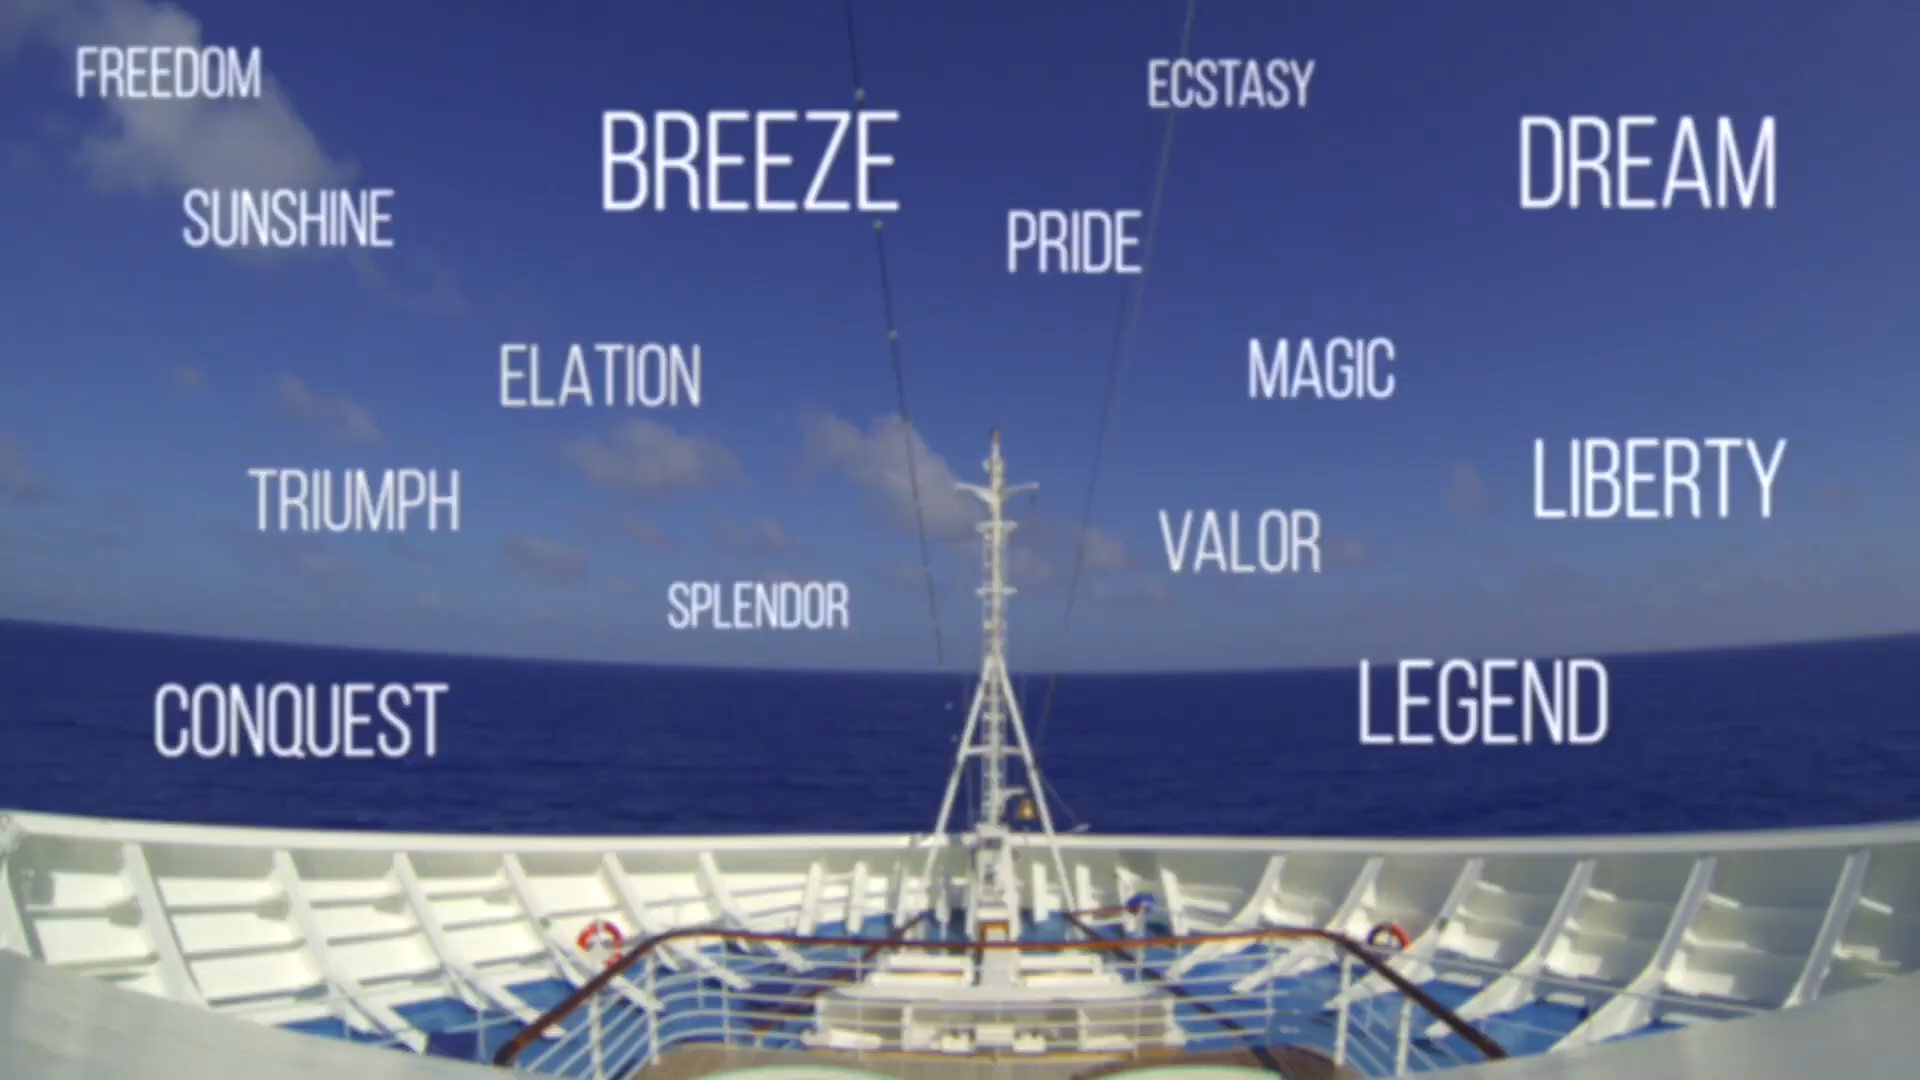 FREEDOM
ECSTASY
BREEZE
DREAM
SUNSHINE
PRIDE
ELATION
MAGIC
TRIUMPH
LIBERTY
VALOR
SPLENDOR
CONQUEST
LEGEND